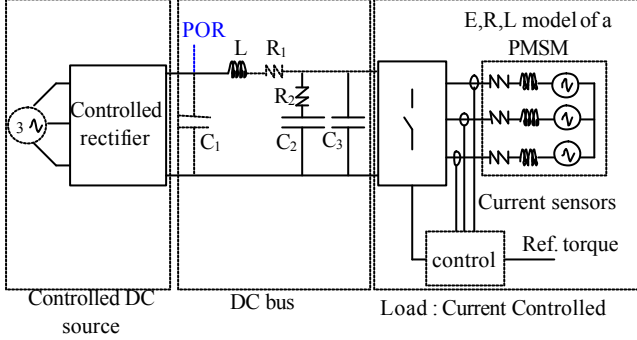 E,R,L model of a
PMSM
POR
L
R1
R2
C1
C2
C3
3
Controlled
rectifier
Current sensors
control
Ref. torque
Controlled DC
source
DC bus
Load : Current Controlled